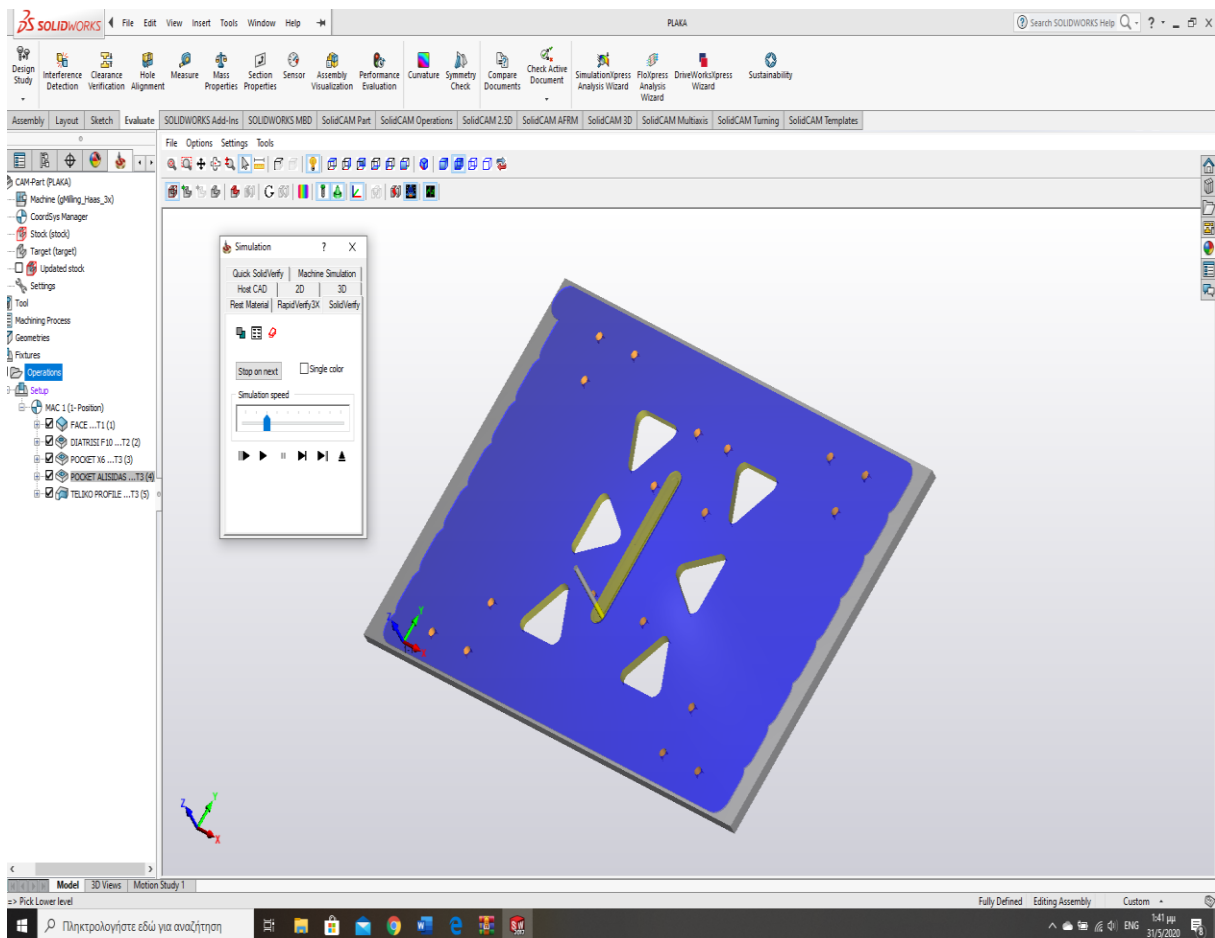 SOLIDWORKS File Edit View Insert Tools Window Help PLAKA Search SOLIDWORKS Help ?
Design Study
Interference Detection
Clearance Verification
Hole Alignment
Measure
Mass Properties
Section Properties
Sensor
Assembly Visualization
Performance Evaluation
Curvature
Symmetry Check
Compare Documents
Check Active Document
SimulationXpress Analysis Wizard
FloXpress Analysis Wizard
DriveWorksXpress Wizard
Sustainability
Assembly Layout Sketch Evaluate SOLIDWORKS Add-Ins SOLIDWORKS MBD SolidCAM Part SolidCAM Operations SolidCAM 2.5D SolidCAM AFRM SolidCAM 3D SolidCAM Multiaxis SolidCAM Turning SolidCAM Templates
File Options Settings Tools
CAM-Part (PLAKA)
Machine (gMilling_Haas_3x)
CoordSys Manager
Stock (stock)
Target (target)
Updated stock
Settings
Tool
Machining Process
Geometries
Fixtures
Operations
Setup
MAC 1 (1- Position)
FACE ...T1 (1)
DIATRISI F10 ...T2 (2)
POCKET X6 ...T3 (3)
POCKET ALISIDAS ...T3 (4)
TELIKO PROFILE ...T3 (5)
Simulation ? X
Quick SolidVerify Machine Simulation
Host CAD 2D 3D
Rest Material RapidVerify3X SolidVerify
Stop on next Single color
Simulation speed
Z Y X
Z Y X
Model 3D Views Motion Study 1
=> Pick Lower level Fully Defined Editing Assembly Custom
Πληκτρολογήστε εδώ για αναζήτηση
ENG 1:41 μμ
31/5/2020